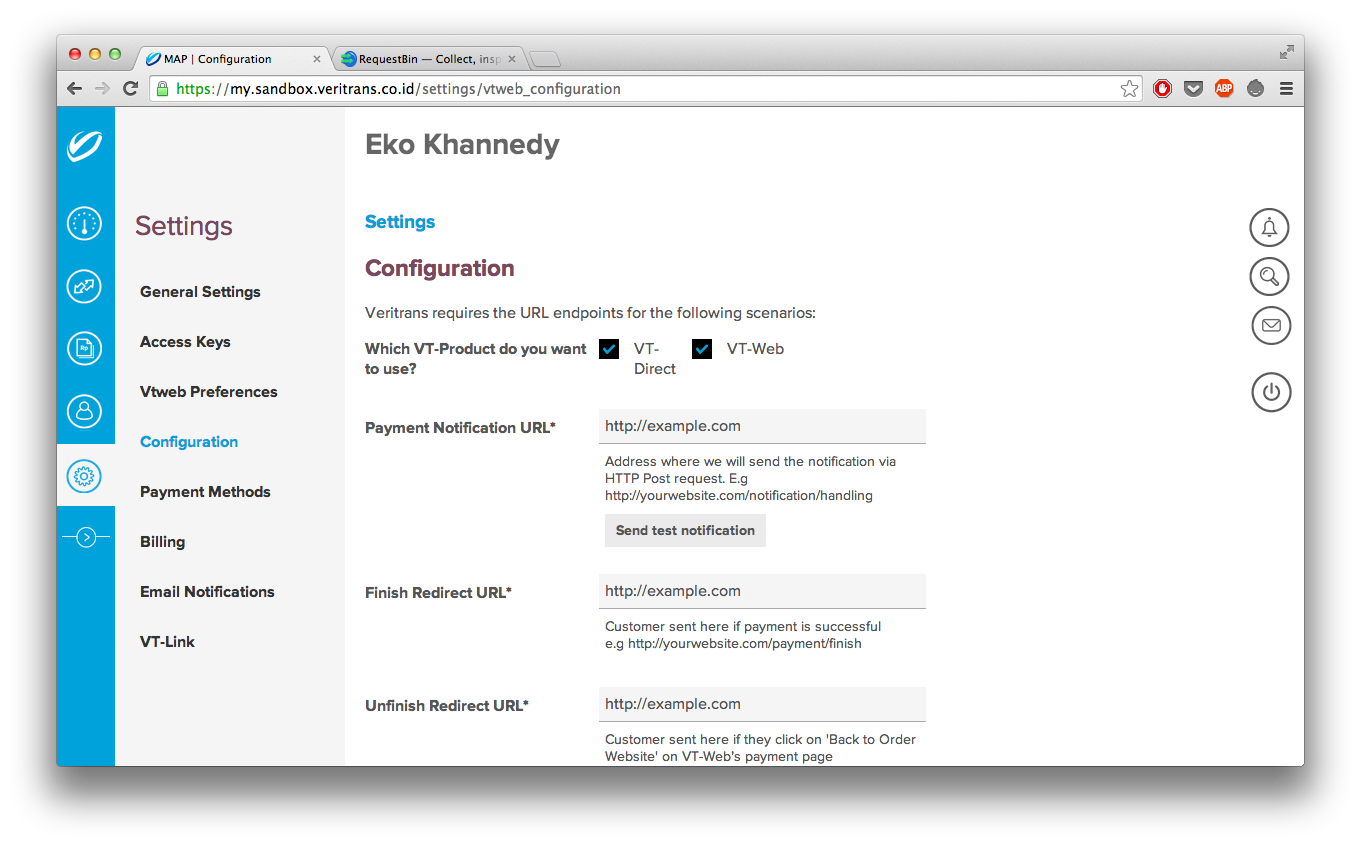 MAP | Configuration
RequestBin — Collect, insp
https://my.sandbox.veritrans.co.id/settings/vtweb_configuration
ABP
Rp
Settings
General Settings
Access Keys
Vtweb Preferences
Configuration
Payment Methods
Billing
Email Notifications
VT-Link
Eko Khannedy
Settings
Configuration
Veritrans requires the URL endpoints for the following scenarios:
Which VT-Product do you want
to use?
VT-
Direct
VT-Web
Payment Notification URL*
http://example.com
Address where we will send the notification via
HTTP Post request. E.g
http://yourwebsite.com/notification/handling
Send test notification
Finish Redirect URL*
http://example.com
Customer sent here if payment is successful
e.g http://yourwebsite.com/payment/finish
Unfinish Redirect URL*
http://example.com
Customer sent here if they click on 'Back to Order
Website' on VT-Web's payment page